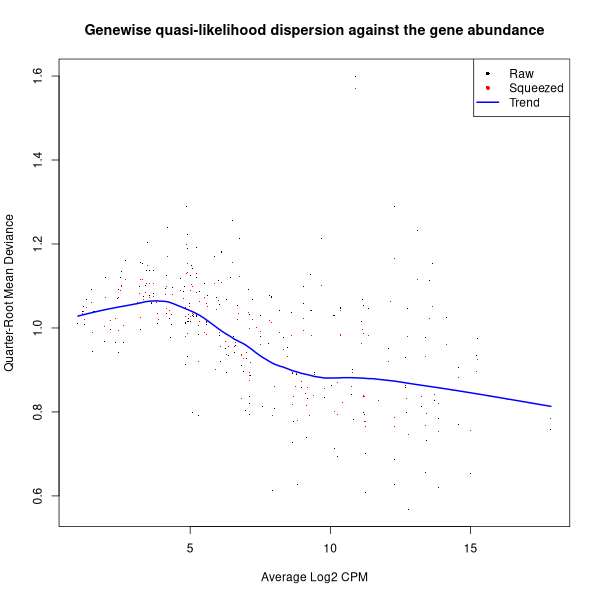 Genewise quasi-likelihood dispersion against the gene abundance
Raw
Squeezed
Trend
Quarter-Root Mean Deviance
1.6
1.4
1.2
1.0
0.8
0.6
5
10
15
Average Log2 CPM